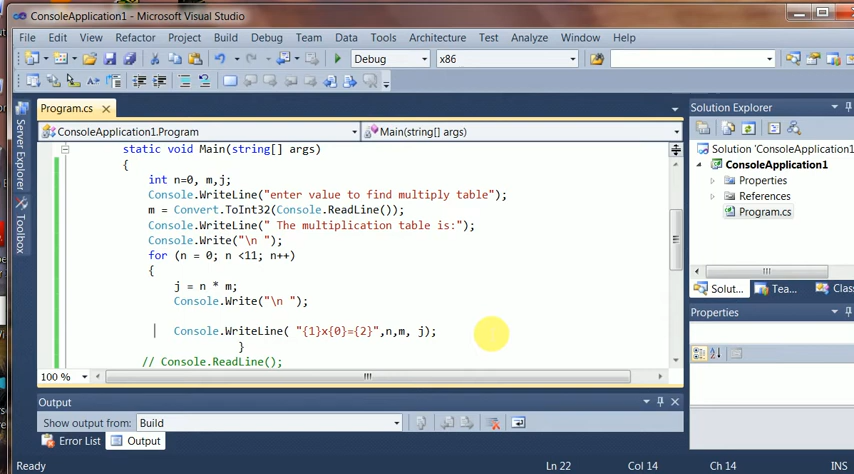 ConsoleApplication1 - Microsoft Visual Studio
File Edit View Refactor Project Build Debug Team Data Tools Architecture Test Analyze Window Help
Debug x86
Program.cs
ConsoleApplication1.Program Main(string[] args)
static void Main(string[] args)
{
int n=0, m,j;
Console.WriteLine("enter value to find multiply table");
m = Convert.ToInt32(Console.ReadLine());
Console.WriteLine(" The multiplication table is:");
Console.Write("\n ");
for (n = 0; n <11; n++)
{
j = n * m;
Console.Write("\n ");
Console.WriteLine( "{1}x{0}={2}",n,m, j);
}
// Console.ReadLine();
100 %
Server Explorer
Toolbox
Solution Explorer
Solution 'ConsoleApplication1'
ConsoleApplication1
Properties
References
Program.cs
Solut... Tea... Class
Properties
Output
Show output from: Build
Error List Output
Ready Ln 22 Col 14 Ch 14 INS